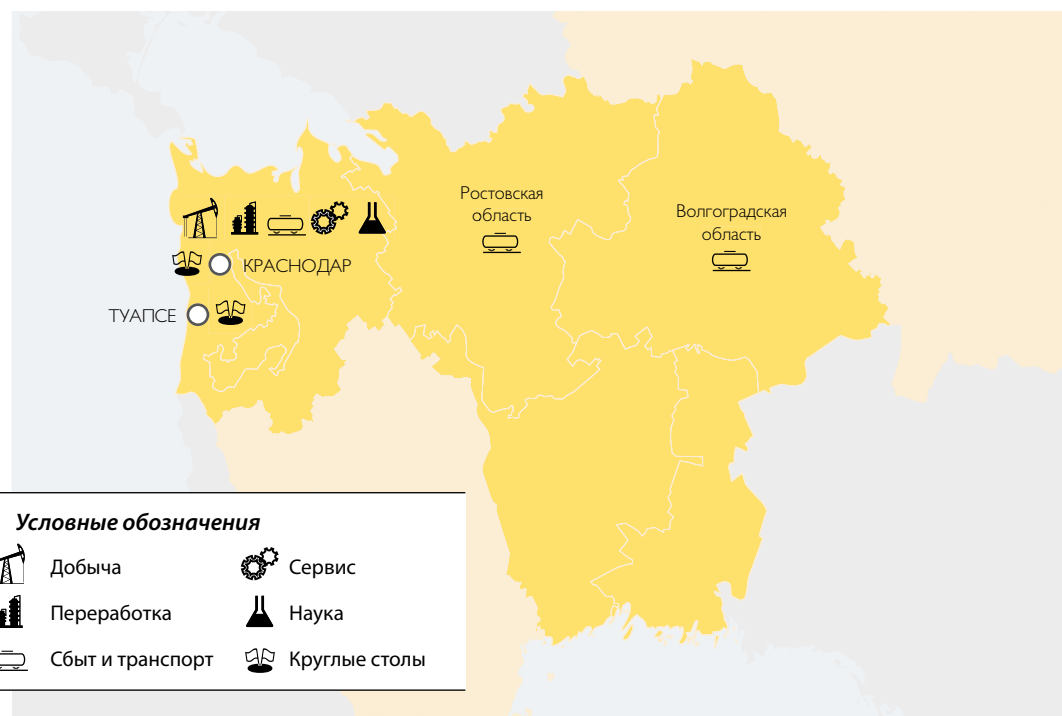 Ростовская
область
Волгоградская
область
КРАСНОДАР
ТУАПСЕ
Условные обозначения
Добыча
Сервис
Переработка
Наука
Сбыт и транспорт
Круглые столы